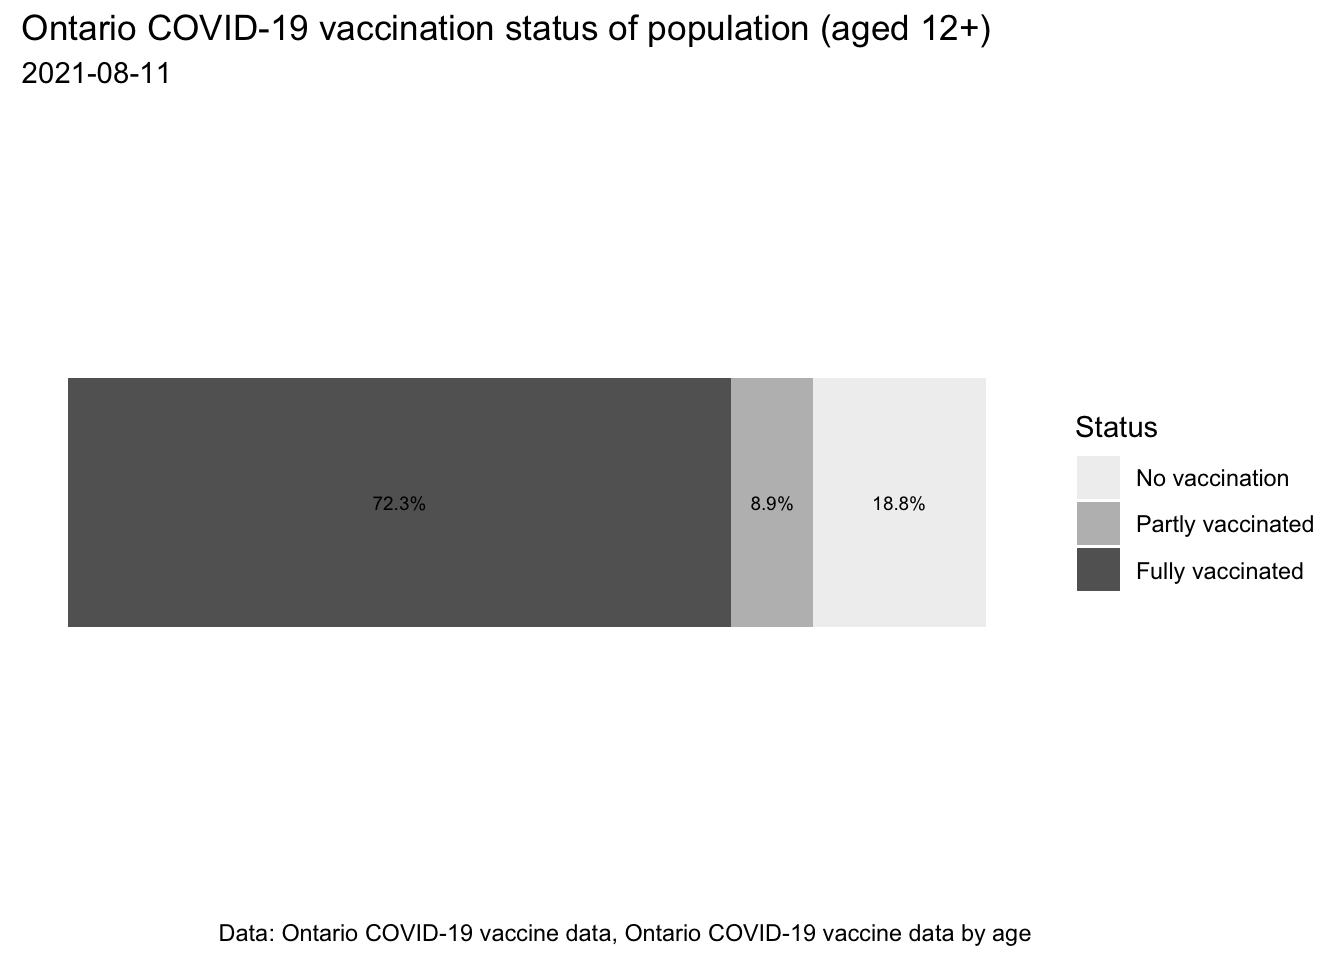 Ontario COVID-19 vaccination status of population (aged 12+)
2021-08-11
72.3%
8.9%
18.8%
Status
No vaccination
Partly vaccinated
Fully vaccinated
Data: Ontario COVID-19 vaccine data, Ontario COVID-19 vaccine data by age